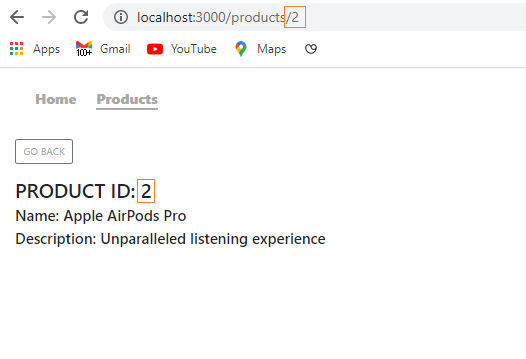 localhost:3000/products/2
Apps 100+ Gmail YouTube Maps
Home Products
GO BACK
PRODUCT ID: 2
Name: Apple AirPods Pro
Description: Unparalleled listening experience